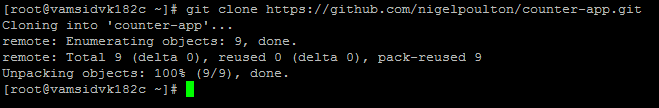 [root@vamsidvk182c ~]# git clone https://github.com/nigelpoulton/counter-app.git
Cloning into 'counter-app'...
remote: Enumerating objects: 9, done.
remote: Total 9 (delta 0), reused 0 (delta 0), pack-reused 9
Unpacking objects: 100% (9/9), done.
[root@vamsidvk182c ~]#